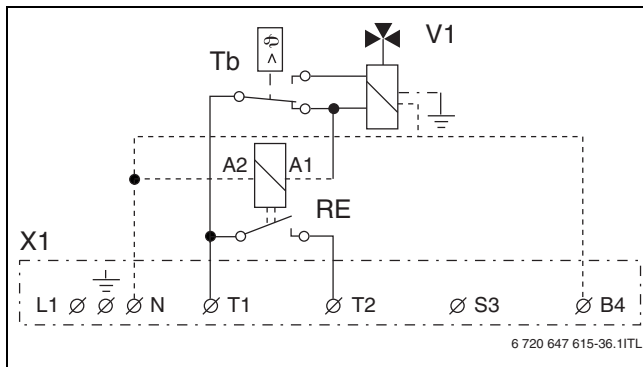 V1
Tb
ϑ <
A2 A1
RE
X1
L1 N T1 T2 S3 B4
6 720 647 615-36.1ITL